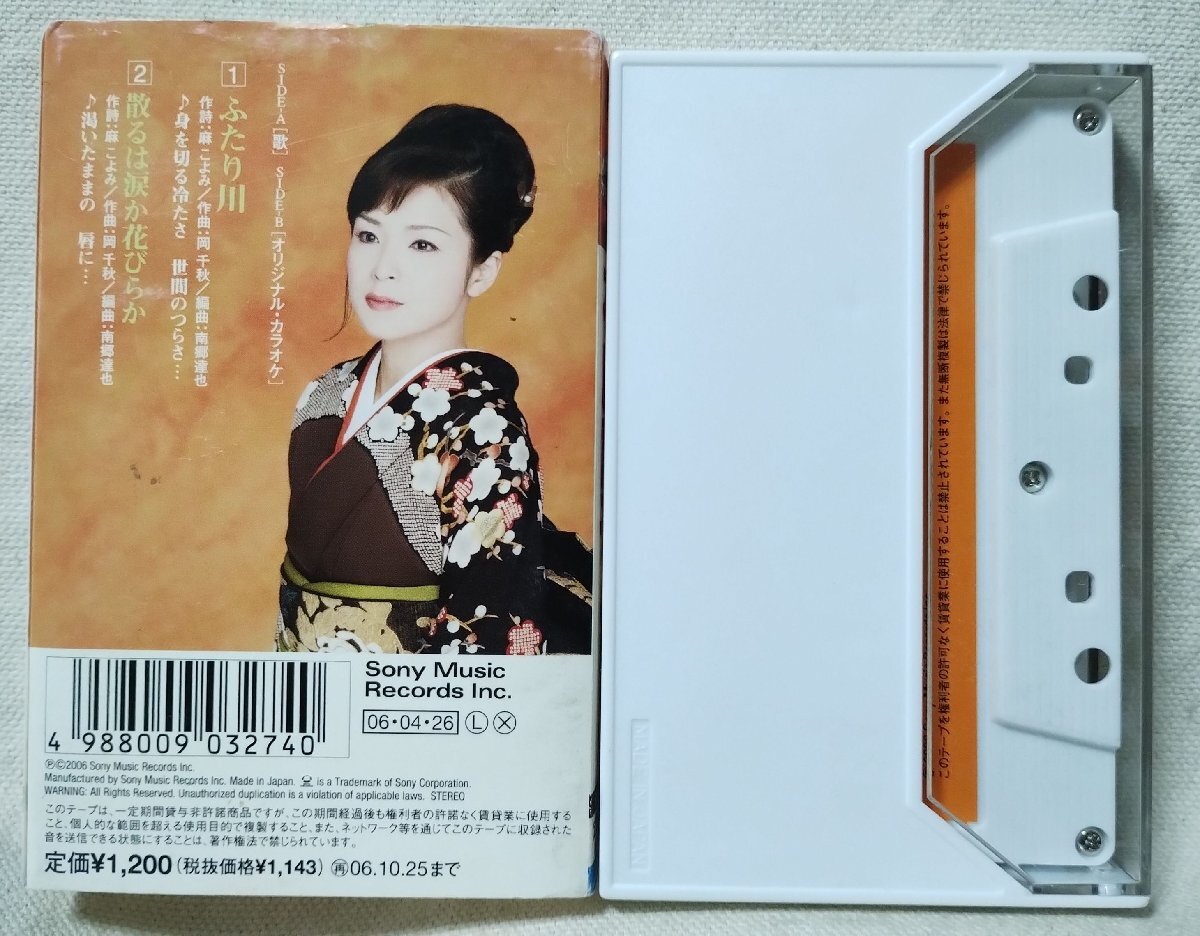 SIDE-A［歌］ SIDE-B［オリジナル・カラオケ］
1 ふたり川
作詩：麻 こよみ／作曲：岡 千秋／編曲：南郷達也
♪身を切る冷たさ 世間のつらさ…
2 散るは涙か花びらか
作詩：麻 こよみ／作曲：岡 千秋／編曲：南郷達也
♪渇いたままの 唇に…
4 988009 032740
Sony Music
Records Inc.
06・04・26 Ⓛ Ⓧ
Ⓟ©2006 Sony Music Records Inc.
Manufactured by Sony Music Records Inc. Made in Japan. is a Trademark of Sony Corporation.
WARNING: All Rights Reserved. Unauthorized duplication is a violation of applicable laws. STEREO
このテープは、一定期間貸与非許諾商品ですが、この期間経過後も権利者の許諾なく賃貸業に使用する
こと、個人的な範囲を超える使用目的で複製すること、また、ネットワーク等を通じてこのテープに収録された
音を送信できる状態にすることは、著作権法で禁じられています。
定価¥1,200（税抜価格¥1,143） 再06.10.25まで
このテープを権利者の許可なく賃貸業に使用することは禁止されています。また無断複製は法律で禁じられています。
MADE IN JAPAN